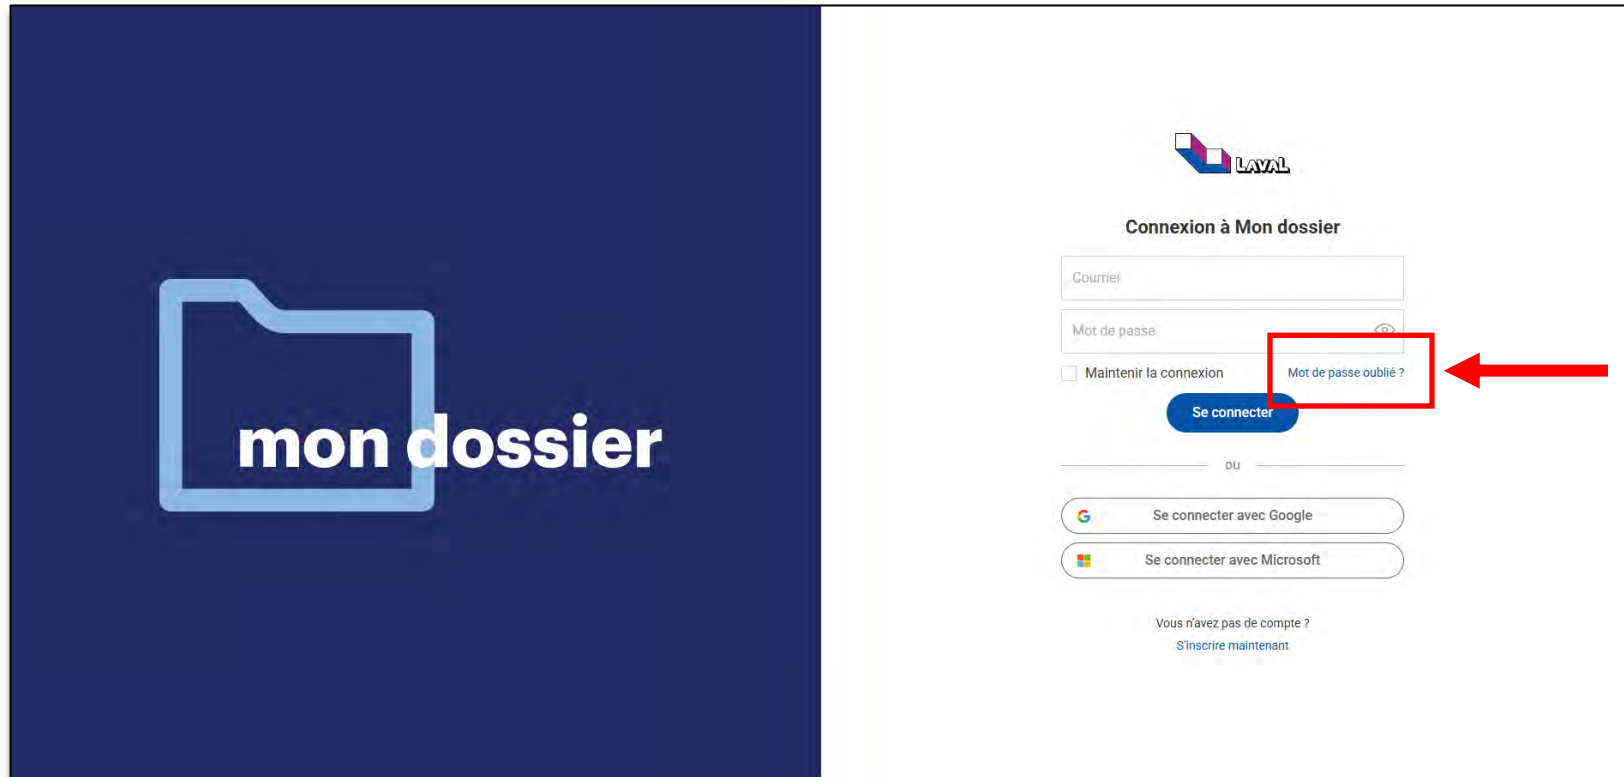 mon dossier
LAVAL
Connexion à Mon dossier
Courriel
Mot de passe
Maintenir la connexion
Mot de passe oublié ?
Se connecter
ou
Se connecter avec Google
Se connecter avec Microsoft
Vous n'avez pas de compte ?
S'inscrire maintenant